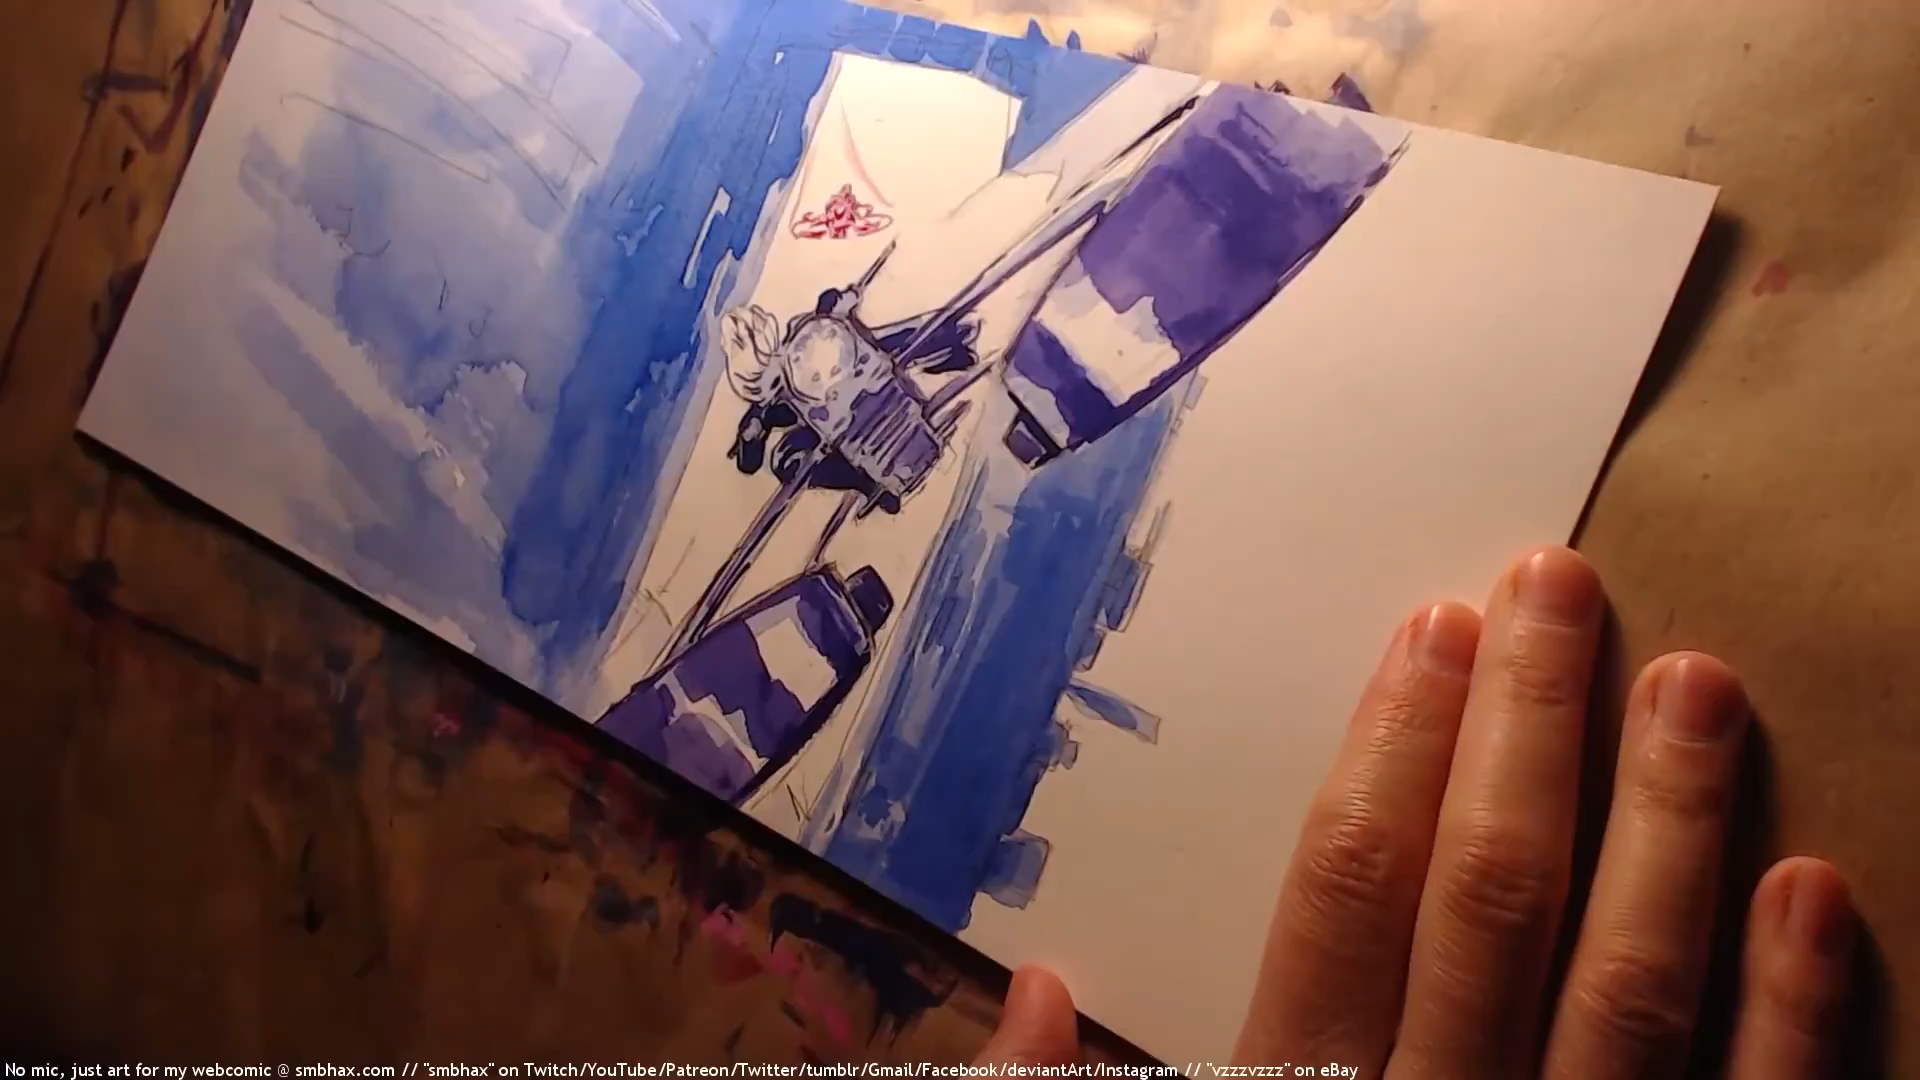 No mic, just art for my webcomic @ smbhax.com // "smbhax" on Twitch/YouTube/Patreon/Twitter/tumblr/Gmail/Facebook/deviantArt/Instagram // "vzzzvzzz" on eBay